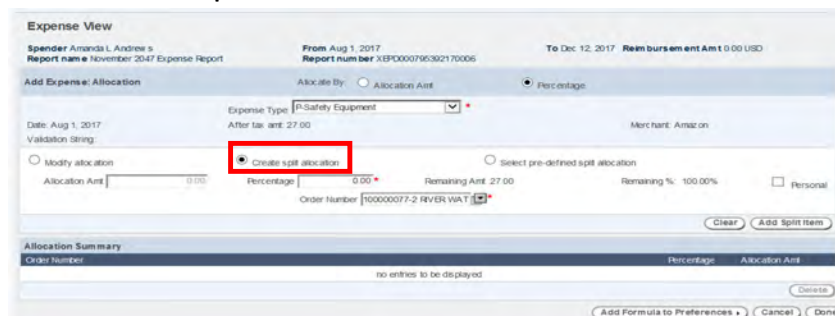 Expense View
Spender Amanda L Andrew s From Aug 1, 2017 To Dec 12, 2017 Reimbursement Amt 0.00 USD
Report name November 2047 Expense Report Report number XEPD000795392170006
Add Expense: Allocation Allocate By: Allocation Amt Percentage
Expense Type P-Safety Equipment *
Date: Aug 1, 2017 After tax amt: 27.00 Merchant: Amazon
Validation String:
Modify allocation Create split allocation Select pre-defined split allocation
Allocation Amt 0.00 Percentage 0.00 * Remaining Amt: 27.00 Remaining %: 100.00% Personal
Order Number 100000077-2 RIVER WAT *
Clear Add Split Item
Allocation Summary
Order Number Percentage Allocation Amt
no entries to be displayed
Delete
Add Formula to Preferences Cancel Done